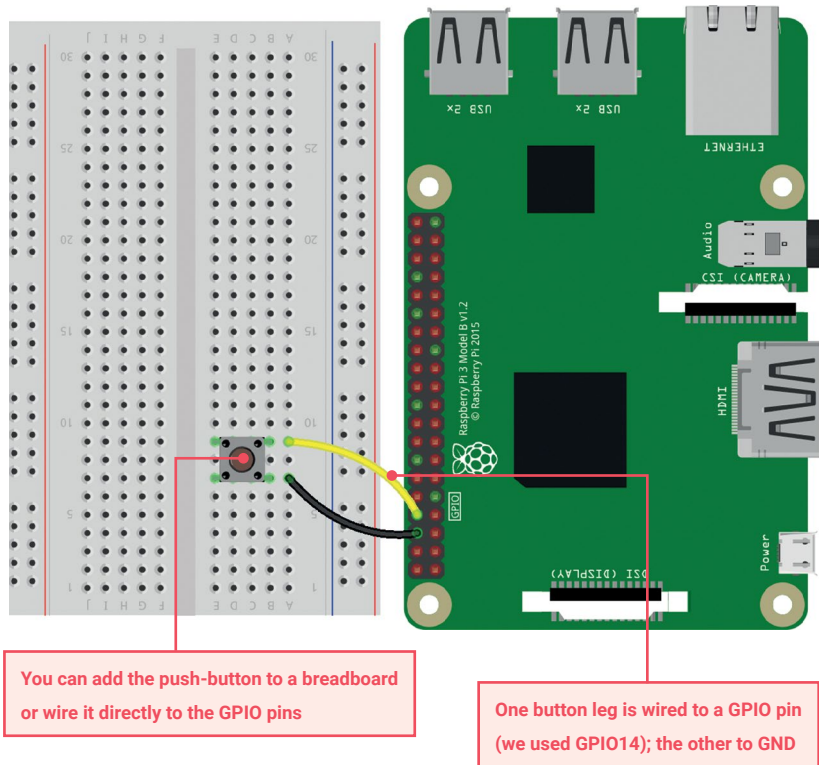 J I H G F E D C B A
30 30
25 25
20 20
15 15
10 10
5 5
1 1
J I H G F E D C B A
USB 2x
USB 2x
ETHERNET
Audio
CSI (CAMERA)
Raspberry Pi 3 Model B v1.2
© Raspberry Pi 2015
HDMI
GPIO
Power
DSI (DISPLAY)
You can add the push-button to a breadboard
or wire it directly to the GPIO pins
One button leg is wired to a GPIO pin
(we used GPIO14); the other to GND